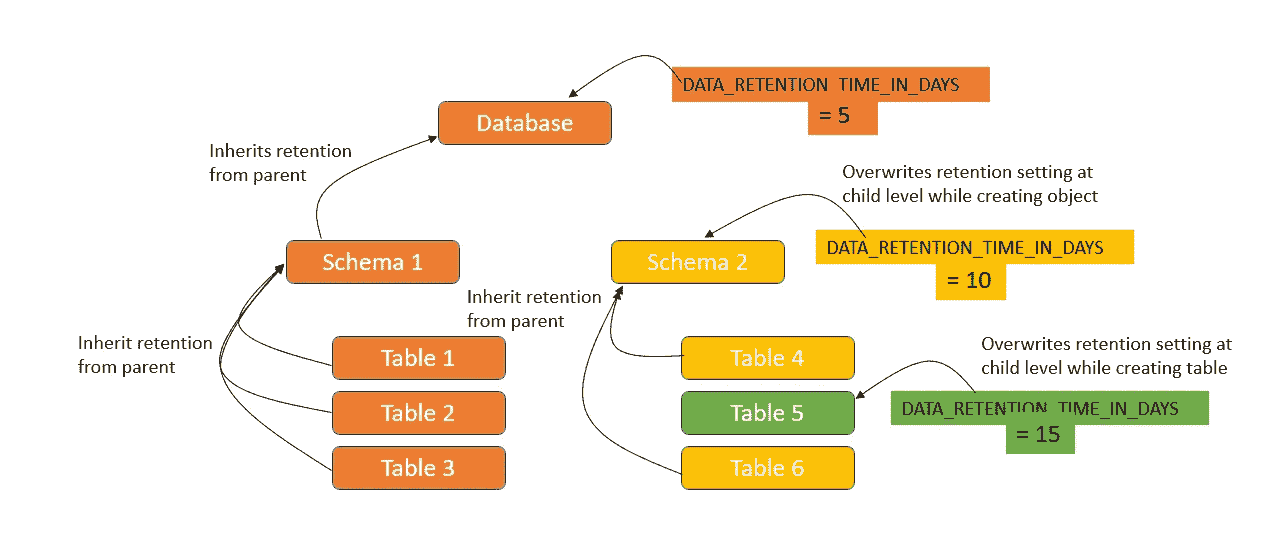 DATA_RETENTION_TIME_IN_DAYS
= 5
Database
Inherits retention
from parent
Overwrites retention setting at
child level while creating object
DATA_RETENTION_TIME_IN_DAYS
= 10
Schema 1
Schema 2
Inherit retention
from parent
Inherit retention
from parent
Table 1
Table 2
Table 3
Table 4
Table 5
Table 6
Overwrites retention setting at
child level while creating table
DATA_RETENTION_TIME_IN_DAYS
= 15